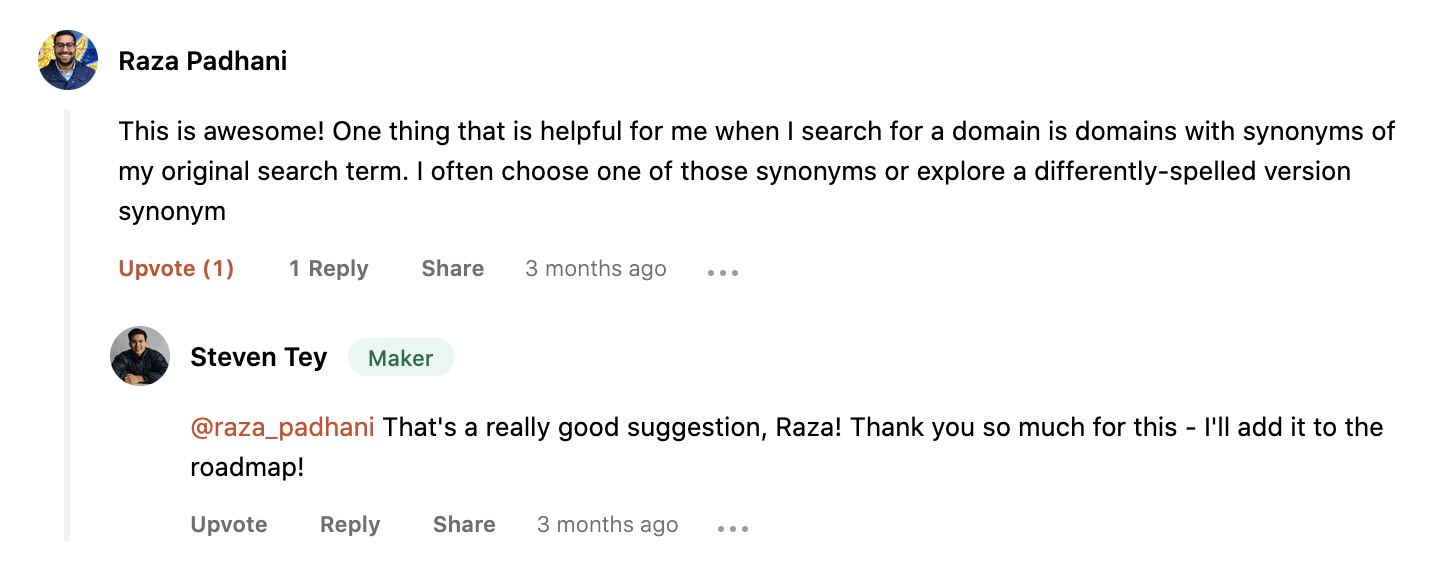 Raza Padhani
This is awesome! One thing that is helpful for me when I search for a domain is domains with synonyms of
my original search term. I often choose one of those synonyms or explore a differently-spelled version
synonym
Upvote (1) 1 Reply Share 3 months ago ...
Steven Tey Maker
@raza_padhani That's a really good suggestion, Raza! Thank you so much for this - I'll add it to the
roadmap!
Upvote Reply Share 3 months ago ...